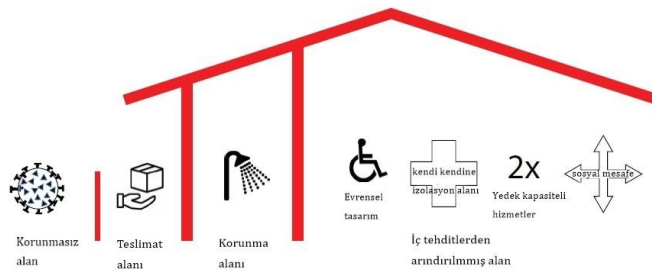 Korunmasız
alan
Teslimat
alanı
Korunma
alanı
Evrensel
tasarım
kendi kendine
izolasyon alanı
2x
Yedek kapasiteli
hizmetler
sosyal mesafe
İç tehditlerden
arındırılmmış alan